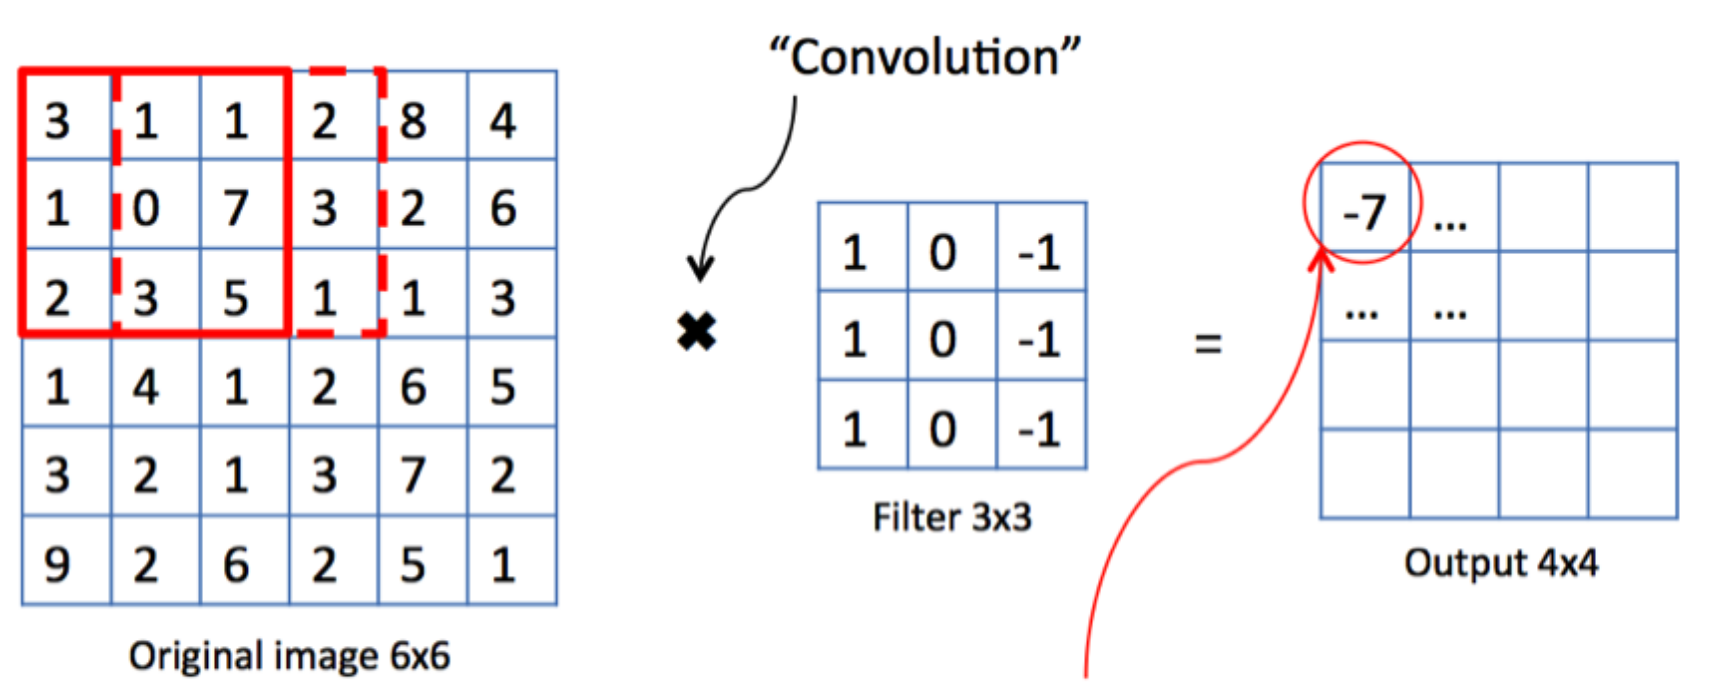 “Convolution”
3 1 1 2 8 4
1 0 7 3 2 6
2 3 5 1 1 3
1 4 1 2 6 5
3 2 1 3 7 2
9 2 6 2 5 1
Original image 6x6
✖
1 0 -1
1 0 -1
1 0 -1
Filter 3x3
=
-7 ...
... ...
Output 4x4